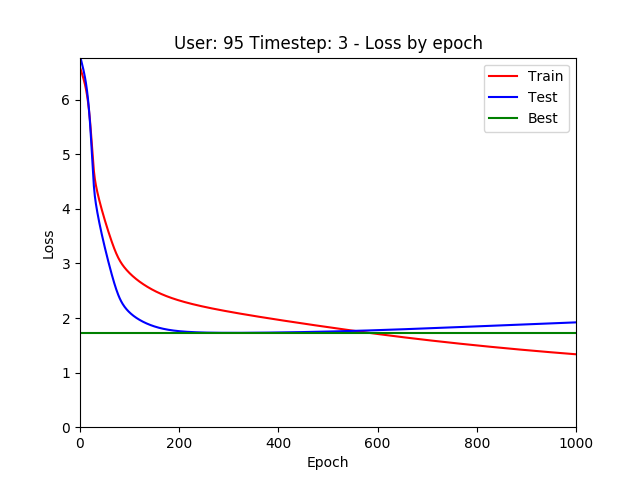 User: 95 Timestep: 3 - Loss by epoch
Train
Test
Best
Loss
6
5
4
3
2
1
0
0 200 400 600 800 1000
Epoch